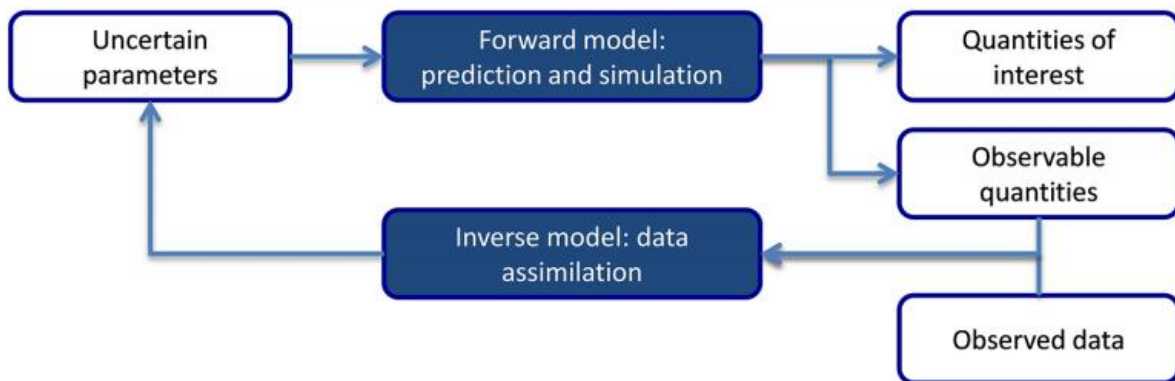 Uncertain
parameters
Forward model:
prediction and simulation
Quantities of
interest
Observable
quantities
Inverse model: data
assimilation
Observed data